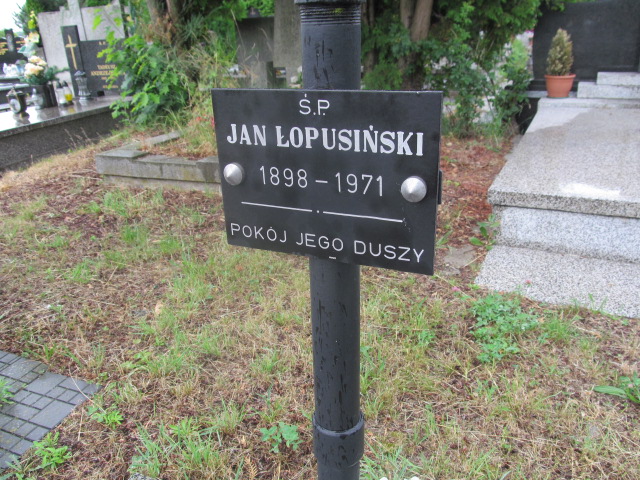 Ś.P.
JAN ŁOPUSIŃSKI
1898 – 1971
POKÓJ JEGO DUSZY